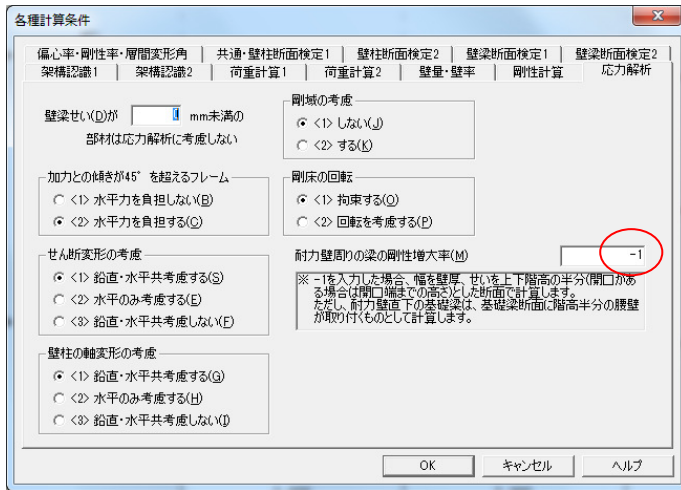 各種計算条件
偏心率・剛性率・層間変形角 共通・壁柱断面検定1 壁柱断面検定2 壁梁断面検定1 壁梁断面検定2
架構認識1 架構認識2 荷重計算1 荷重計算2 壁量・壁率 剛性計算 応力解析
壁梁せい(D)が 0 mm未満の
部材は応力解析に考慮しない
加力との傾きが45°を超えるフレーム
<1> 水平力を負担しない(B)
<2> 水平力を負担する(C)
せん断変形の考慮
<1> 鉛直・水平共考慮する(S)
<2> 水平のみ考慮する(E)
<3> 鉛直・水平共考慮しない(F)
壁柱の軸変形の考慮
<1> 鉛直・水平共考慮する(G)
<2> 水平のみ考慮する(H)
<3> 鉛直・水平共考慮しない(I)
剛域の考慮
<1> しない(J)
<2> する(K)
剛床の回転
<1> 拘束する(O)
<2> 回転を考慮する(P)
耐力壁周りの梁の剛性増大率(M) -1
※ -1を入力した場合、幅を壁厚、せいを上下階高の半分(開口があ
る場合は開口端までの高さ)とした断面で計算します。
ただし、耐力壁直下の基礎梁は、基礎梁断面に階高半分の腰壁
が取り付くものとして計算します。
OK キャンセル ヘルプ